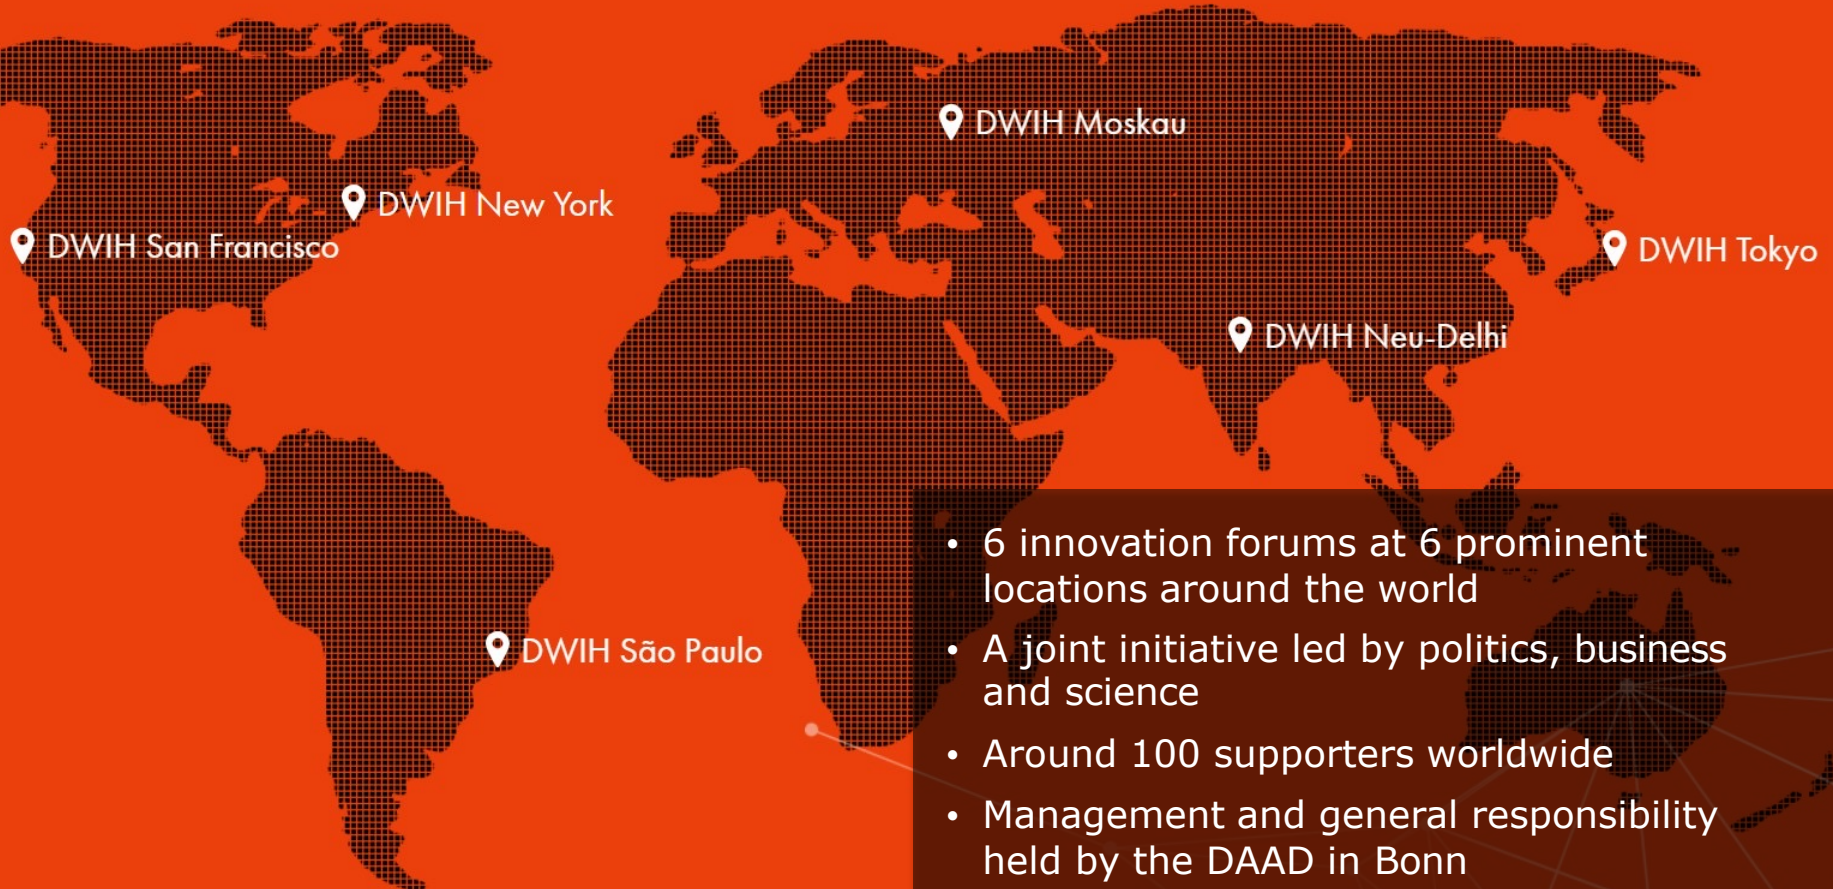 DWIH Moskau
DWIH New York
DWIH San Francisco
DWIH Tokyo
DWIH Neu-Delhi
DWIH São Paulo
• 6 innovation forums at 6 prominent
locations around the world
• A joint initiative led by politics, business
and science
• Around 100 supporters worldwide
• Management and general responsibility
held by the DAAD in Bonn